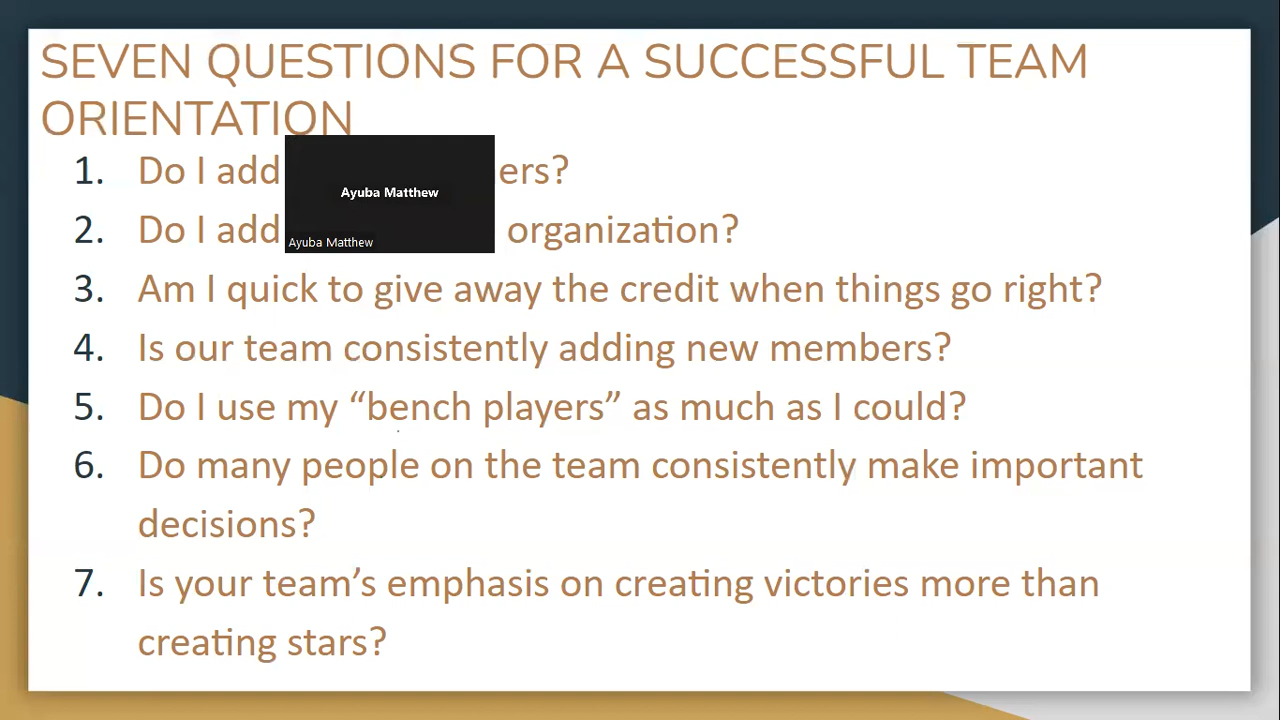 SEVEN QUESTIONS FOR A SUCCESSFUL TEAM
ORIENTATION
1. Do I add ers?
Ayuba Matthew
2. Do I add organization?
Ayuba Matthew
3. Am I quick to give away the credit when things go right?
4. Is our team consistently adding new members?
5. Do I use my “bench players” as much as I could?
6. Do many people on the team consistently make important
decisions?
7. Is your team’s emphasis on creating victories more than
creating stars?